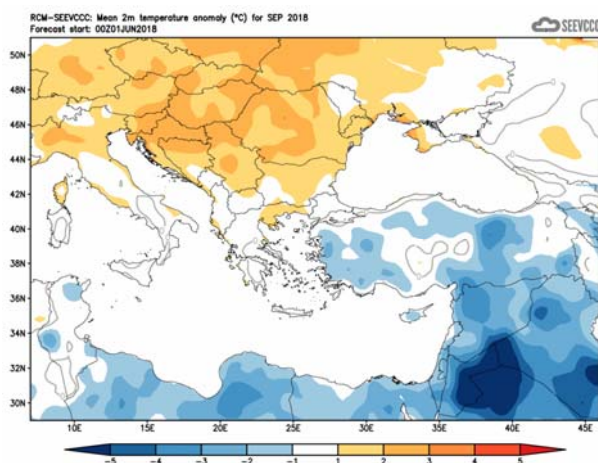 RCM-SEEVCCC: Mean 2m temperature anomaly (°C) for SEP 2018
Forecast start: 00Z01JUN2018
SEEVCCC
50N
48N
46N
44N
42N
40N
38N
36N
34N
32N
30N
10E 15E 20E 25E 30E 35E 40E 45E
-5 -4 -3 -2 -1 1 2 3 4 5